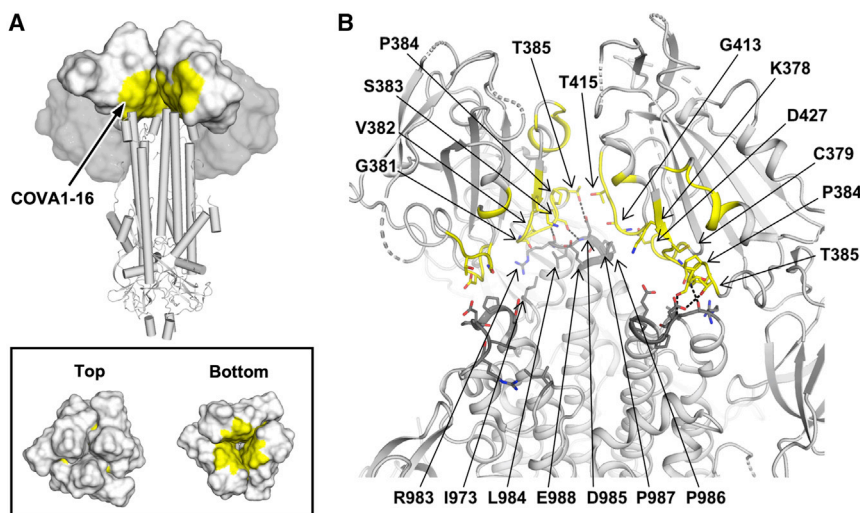 A
COVA1-16
Top
Bottom
B
P384
S383
V382
G381
T385
T415
G413
K378
D427
C379
P384
T385
R983
I973
L984
E988
D985
P987
P986